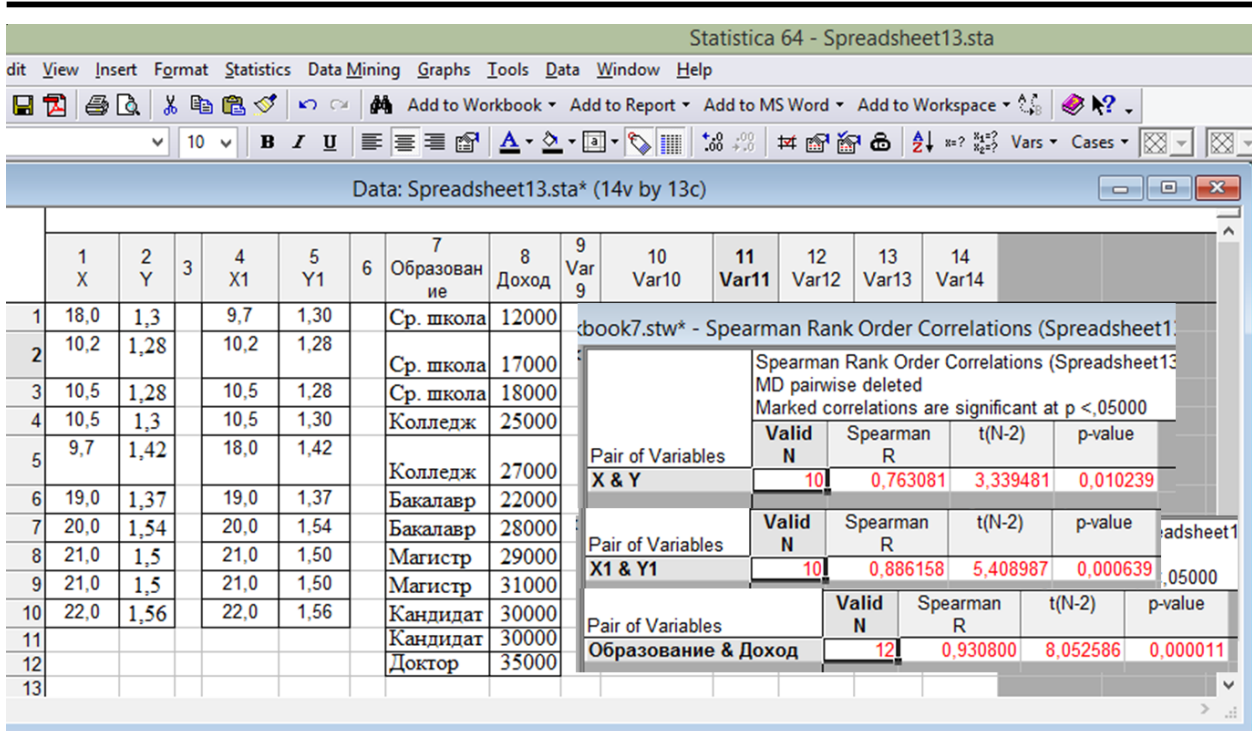 Statistica 64 - Spreadsheet13.sta
dit View Insert Format Statistics Data Mining Graphs Tools Data Window Help
Add to Workbook Add to Report Add to MS Word Add to Workspace
10 B I U A a x=? Vars Cases
Data: Spreadsheet13.sta* (14v by 13c)
1 X 2 Y 3 4 X1 5 Y1 6 7 Образование 8 Доход 9 Var 9 10 Var10 11 Var11 12 Var12 13 Var13 14 Var14
1 18,0 1,3 9,7 1,30 Ср. школа 12000
2 10,2 1,28 10,2 1,28 Ср. школа 17000
3 10,5 1,28 10,5 1,28 Ср. школа 18000
4 10,5 1,3 10,5 1,30 Колледж 25000
5 9,7 1,42 18,0 1,42 Колледж 27000
6 19,0 1,37 19,0 1,37 Бакалавр 22000
7 20,0 1,54 20,0 1,54 Бакалавр 28000
8 21,0 1,5 21,0 1,50 Магистр 29000
9 21,0 1,5 21,0 1,50 Магистр 31000
10 22,0 1,56 22,0 1,56 Кандидат 30000
11 Кандидат 30000
12 Доктор 35000
13
kbook7.stw* - Spearman Rank Order Correlations (Spreadsheet1
Spearman Rank Order Correlations (Spreadsheet13
MD pairwise deleted
Marked correlations are significant at p <,05000
Pair of Variables Valid N Spearman R t(N-2) p-value
X & Y 10 0,763081 3,339481 0,010239
Pair of Variables Valid N Spearman R t(N-2) p-value
X1 & Y1 10 0,886158 5,408987 0,000639
eadsheet1
,05000
Pair of Variables Valid N Spearman R t(N-2) p-value
Образование & Доход 12 0,930800 8,052586 0,000011